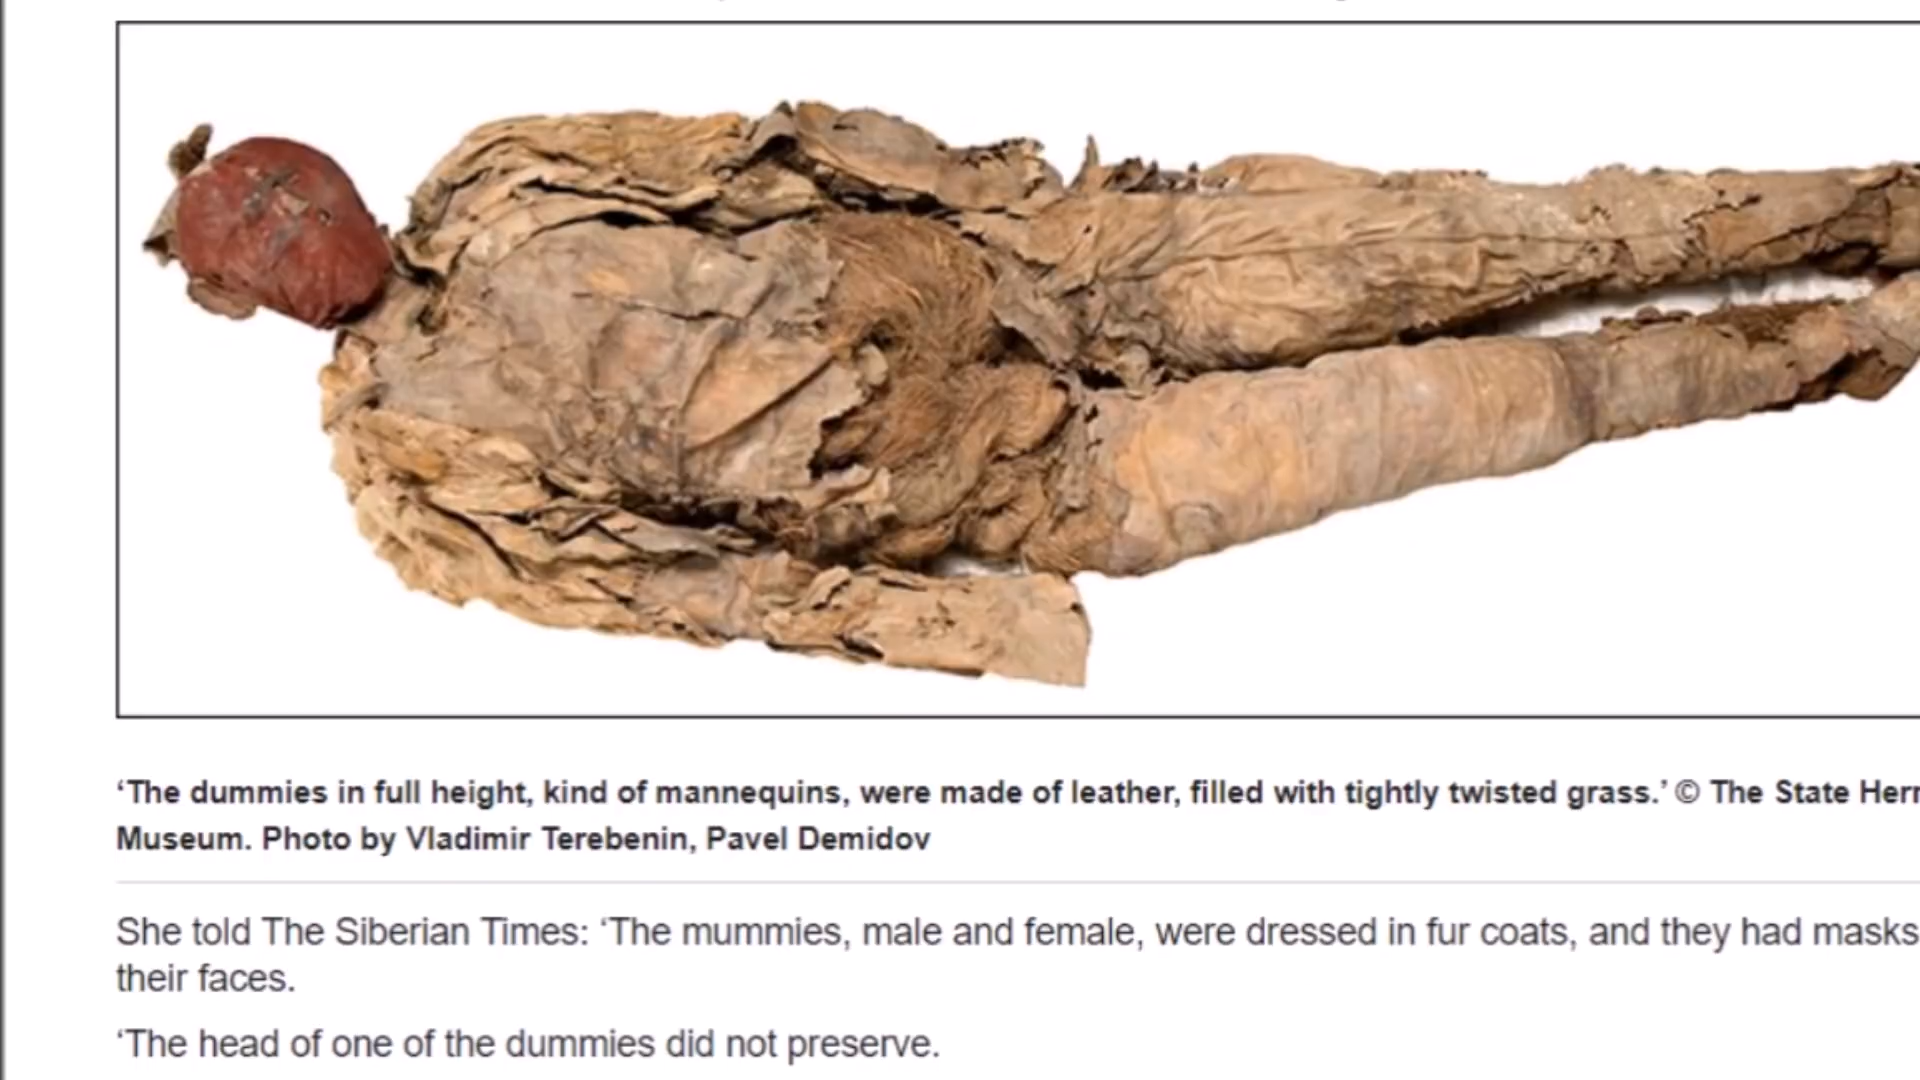 ‘The dummies in full height, kind of mannequins, were made of leather, filled with tightly twisted grass.’ © The State
Museum. Photo by Vladimir Terebenin, Pavel Demidov
She told The Siberian Times: ‘The mummies, male and female, were dressed in fur coats, and they had masks
their faces.
‘The head of one of the dummies did not preserve.